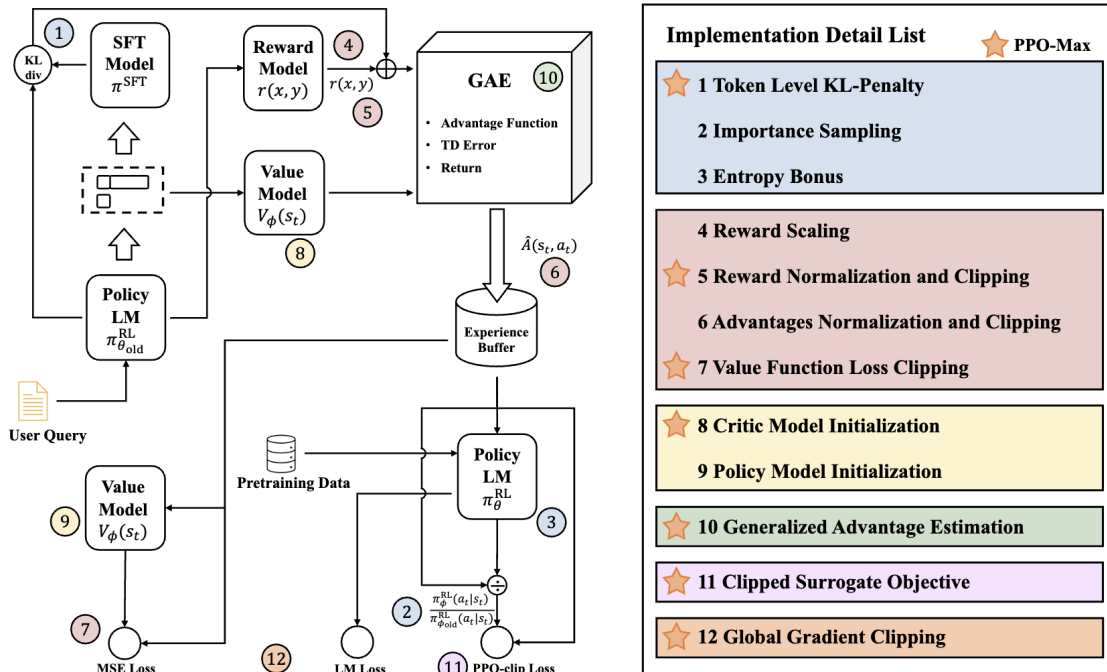 1
KL
div
SFT
Model
π^SFT
Reward
Model
r(x, y)
4
r(x, y)
5
GAE
10
• Advantage Function
• TD Error
• Return
Value
Model
V_ϕ(s_t)
8
Â(s_t, a_t)
6
Policy
LM
π^RL_θold
Experience
Buffer
User Query
Pretraining Data
Policy
LM
π^RL_θ
3
Value
Model
V_ϕ(s_t)
9
÷
2
π^RL_ϕ(a_t|s_t)
π^RL_ϕold(a_t|s_t)
7
MSE Loss
12
LM Loss
11
PPO-clip Loss
Implementation Detail List
PPO-Max
1 Token Level KL-Penalty
2 Importance Sampling
3 Entropy Bonus
4 Reward Scaling
5 Reward Normalization and Clipping
6 Advantages Normalization and Clipping
7 Value Function Loss Clipping
8 Critic Model Initialization
9 Policy Model Initialization
10 Generalized Advantage Estimation
11 Clipped Surrogate Objective
12 Global Gradient Clipping